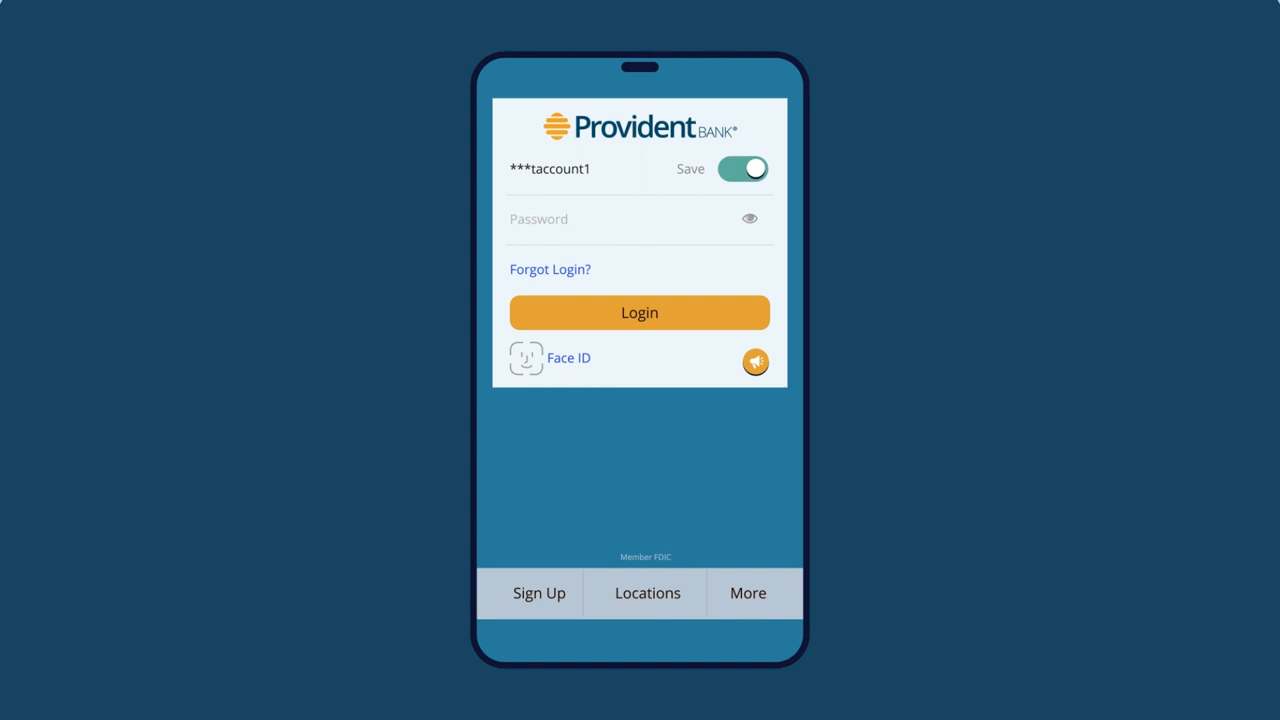 Provident BANK®
***taccount1 Save
Password
Forgot Login?
Login
Face ID
Member FDIC
Sign Up Locations More